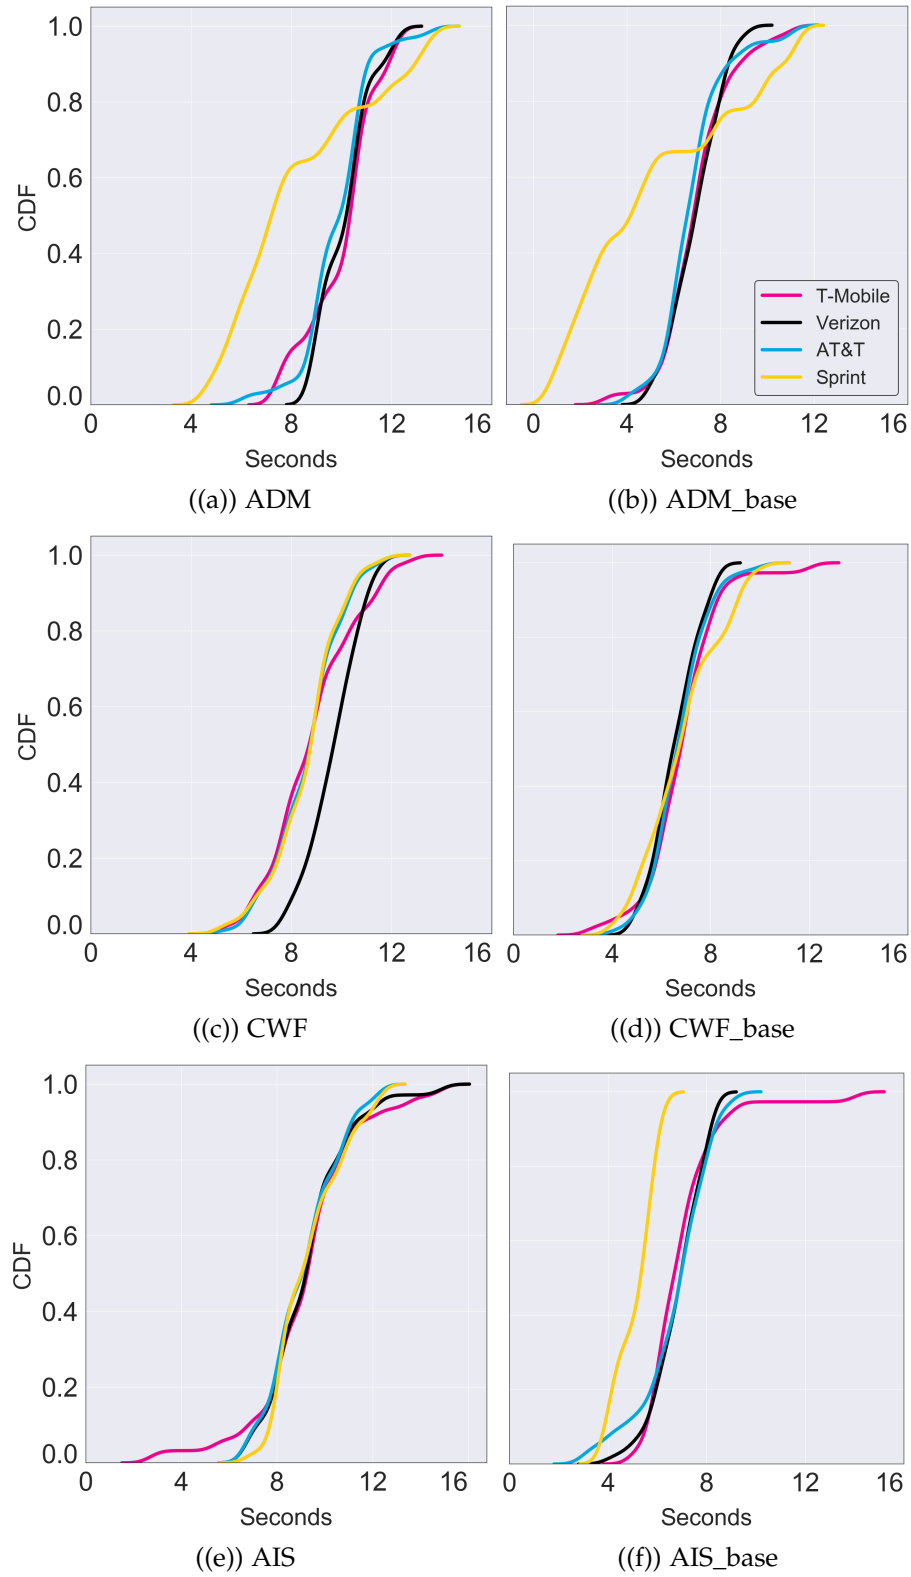 1.0
0.8
0.6
0.4
0.2
0.0
CDF
0 4 8 12 16
Seconds
((a)) ADM
T-Mobile
Verizon
AT&T
Sprint
0 4 8 12 16
Seconds
((b)) ADM_base
1.0
0.8
0.6
0.4
0.2
0.0
CDF
0 4 8 12 16
Seconds
((c)) CWF
0 4 8 12 16
Seconds
((d)) CWF_base
1.0
0.8
0.6
0.4
0.2
0.0
CDF
0 4 8 12 16
Seconds
((e)) AIS
0 4 8 12 16
Seconds
((f)) AIS_base